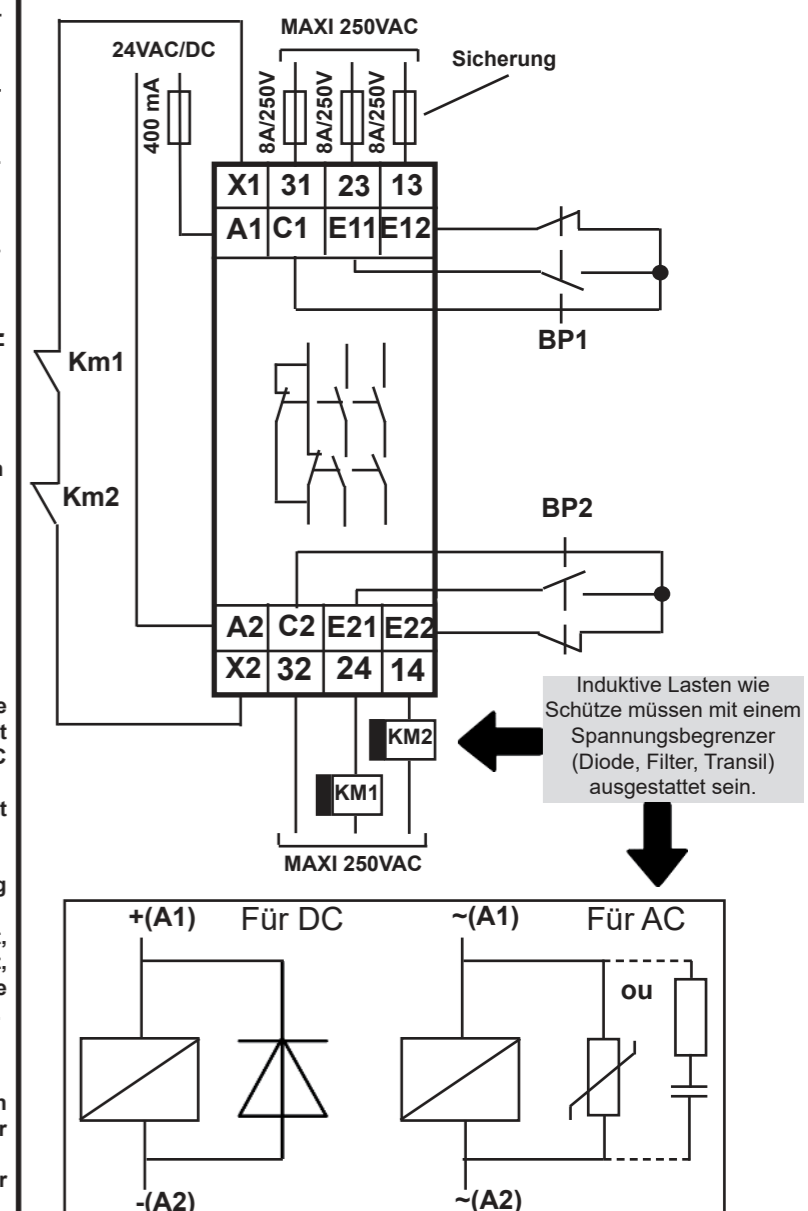 MAXI 250VAC
24VAC/DC
Sicherung
400 mA
8A/250V
8A/250V
8A/250V
X1 31 23 13
A1 C1 E11 E12
BP1
Km1
Km2
BP2
A2 C2 E21 E22
X2 32 24 14
Induktive Lasten wie
Schütze müssen mit einem
Spannungsbegrenzer
(Diode, Filter, Transil)
ausgestattet sein.
KM2
KM1
MAXI 250VAC
+(A1) Für DC ~(A1) Für AC
ou
-(A2) ~(A2)